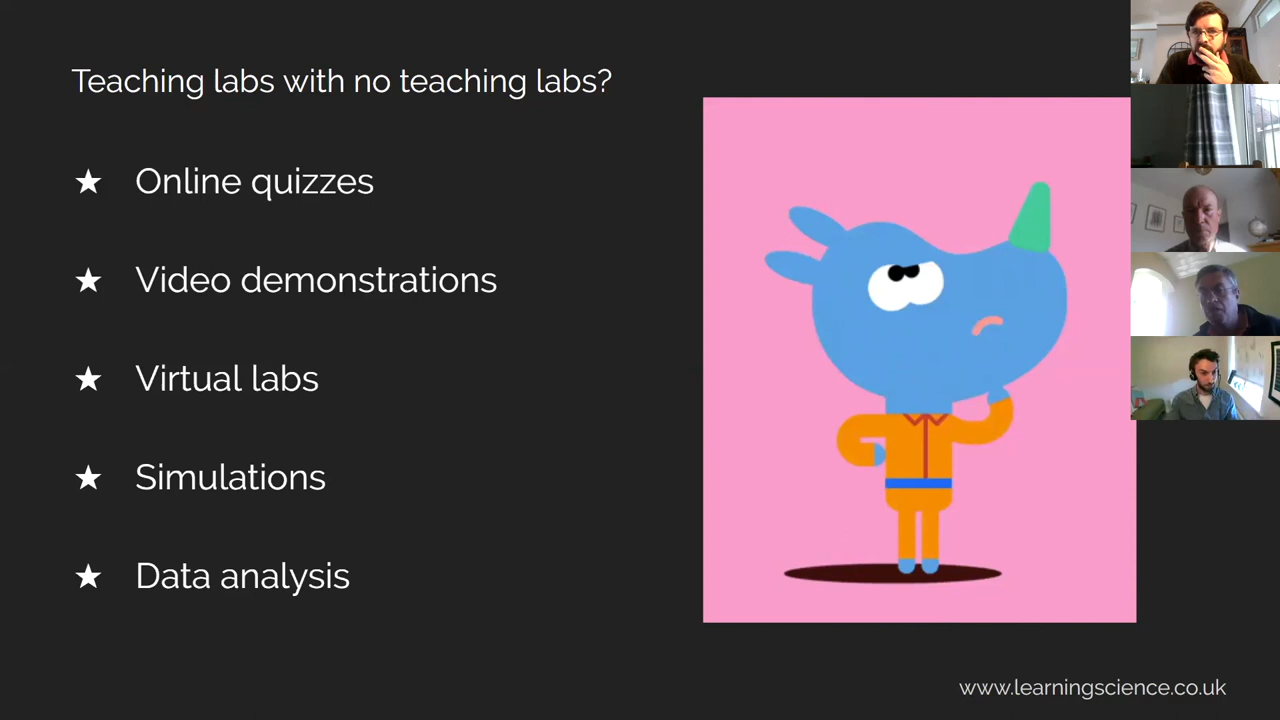 Teaching labs with no teaching labs?
★ Online quizzes
★ Video demonstrations
★ Virtual labs
★ Simulations
★ Data analysis
www.learningscience.co.uk